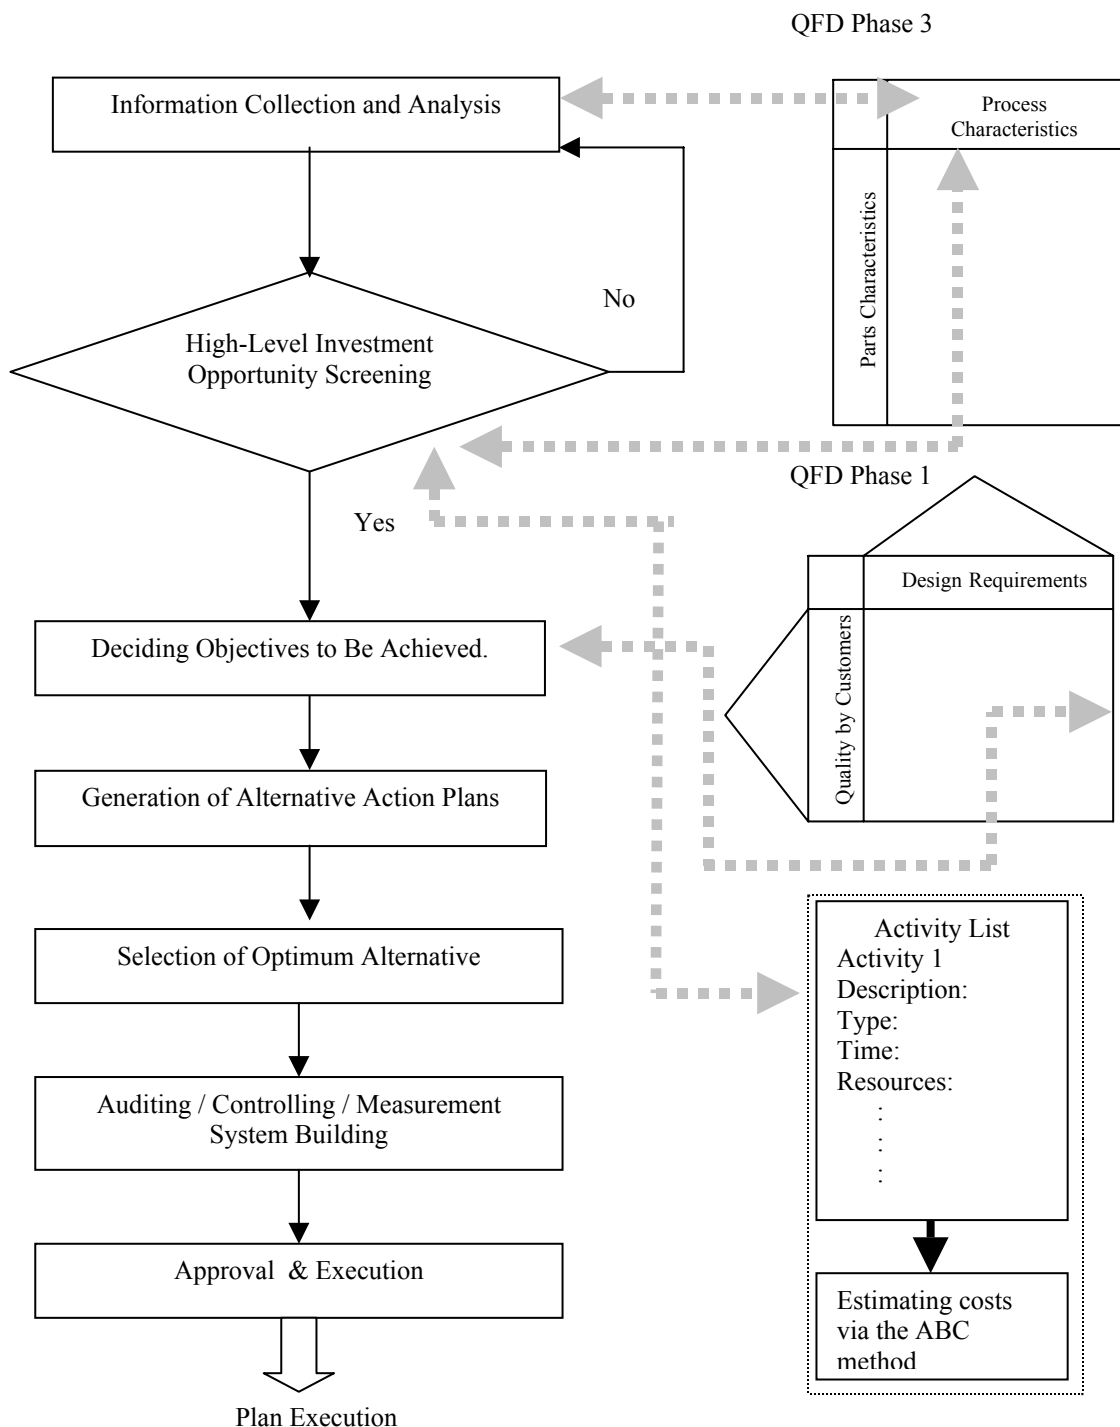 QFD Phase 3
Information Collection and Analysis
Process
Characteristics
Parts Characteristics
No
High-Level Investment
Opportunity Screening
QFD Phase 1
Yes
Design Requirements
Quality by Customers
Deciding Objectives to Be Achieved.
Generation of Alternative Action Plans
Selection of Optimum Alternative
Auditing / Controlling / Measurement
System Building
Approval & Execution
Plan Execution
Activity List
Activity 1
Description:
Type:
Time:
Resources:
.
.
.
Estimating costs
via the ABC
method